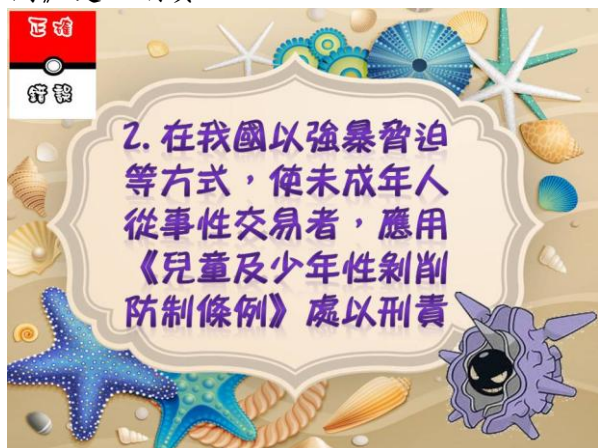 正確
錯誤
2. 在我國以強暴脅迫
等方式，使未成年人
從事性交易者，應用
《兒童及少年性剝削
防制條例》處以刑責